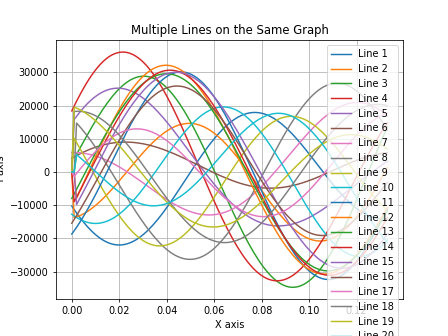 Multiple Lines on the Same Graph
30000
20000
10000
0
−10000
−20000
−30000
0.00
0.02
0.04
0.06
0.08
0.10
X axis
Line 1
Line 2
Line 3
Line 4
Line 5
Line 6
Line 7
Line 8
Line 9
Line 10
Line 11
Line 12
Line 13
Line 14
Line 15
Line 16
Line 17
Line 18
Line 19
Line 20